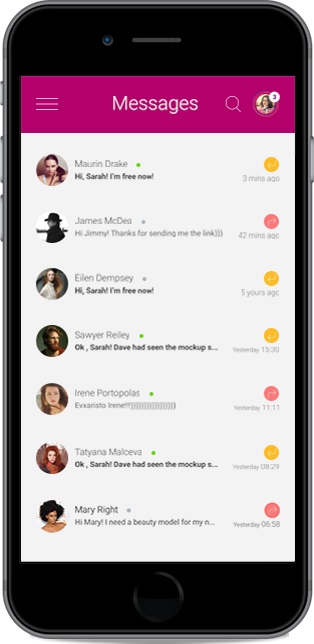 Messages
3
Maurin Drake
Hi, Sarah! I'm free now!
3 mins ago
James McDea
Hi Jimmy! Thanks for sending me the link)))
42 mins ago
Eilen Dempsey
Hi, Sarah! I'm free now!
5 yours ago
Sawyer Reiley
Ok , Sarah! Dave had seen the mockup s...
Yesterday 15:30
Irene Portopolas
Evxaristo Irene!!!
Yesterday 11:11
Tatyana Malceva
Ok , Sarah! Dave had seen the mockup s...
Yesterday 08:29
Mary Right
Hi Mary! I need a beauty model for my n...
Yesterday 06:58